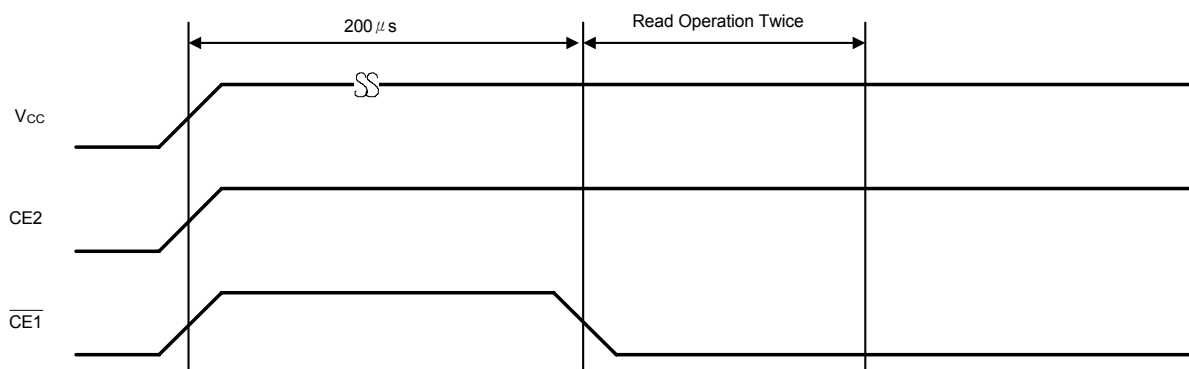 200μs
Read Operation Twice
VCC
CE2
CE1